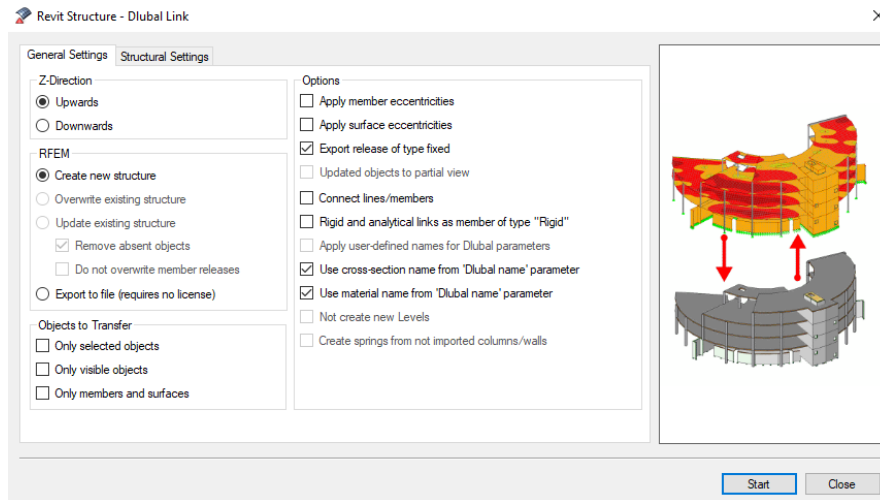 Revit Structure - Dlubal Link
General Settings
Structural Settings
Z-Direction
Upwards
Downwards
RFEM
Create new structure
Overwrite existing structure
Update existing structure
Remove absent objects
Do not overwrite member releases
Export to file (requires no license)
Objects to Transfer
Only selected objects
Only visible objects
Only members and surfaces
Options
Apply member eccentricities
Apply surface eccentricities
Export release of type fixed
Updated objects to partial view
Connect lines/members
Rigid and analytical links as member of type "Rigid"
Apply user-defined names for Dlubal parameters
Use cross-section name from 'Dlubal name' parameter
Use material name from 'Dlubal name' parameter
Not create new Levels
Create springs from not imported columns/walls
Start
Close